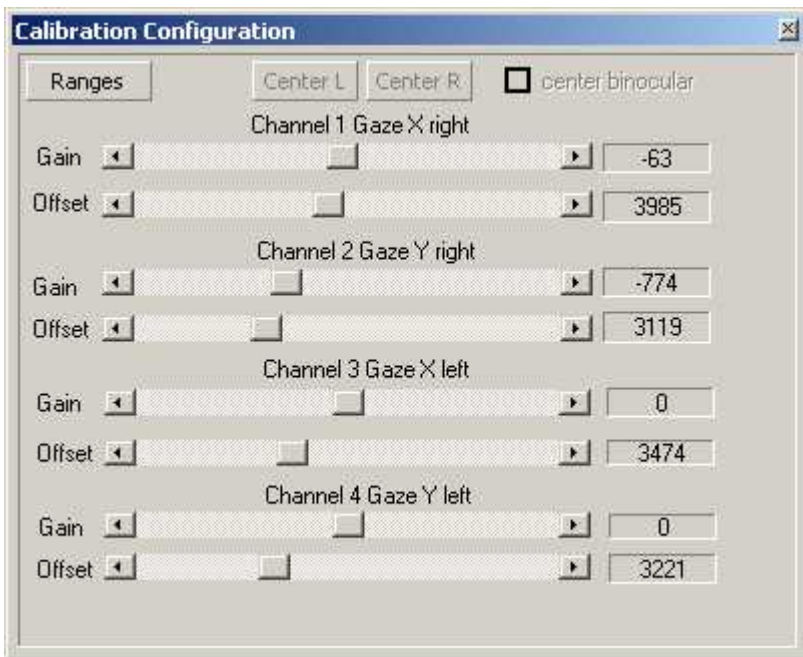 Calibration Configuration
Ranges Center L Center R center binocular
Channel 1 Gaze X right
Gain -63
Offset 3985
Channel 2 Gaze Y right
Gain -774
Offset 3119
Channel 3 Gaze X left
Gain 0
Offset 3474
Channel 4 Gaze Y left
Gain 0
Offset 3221